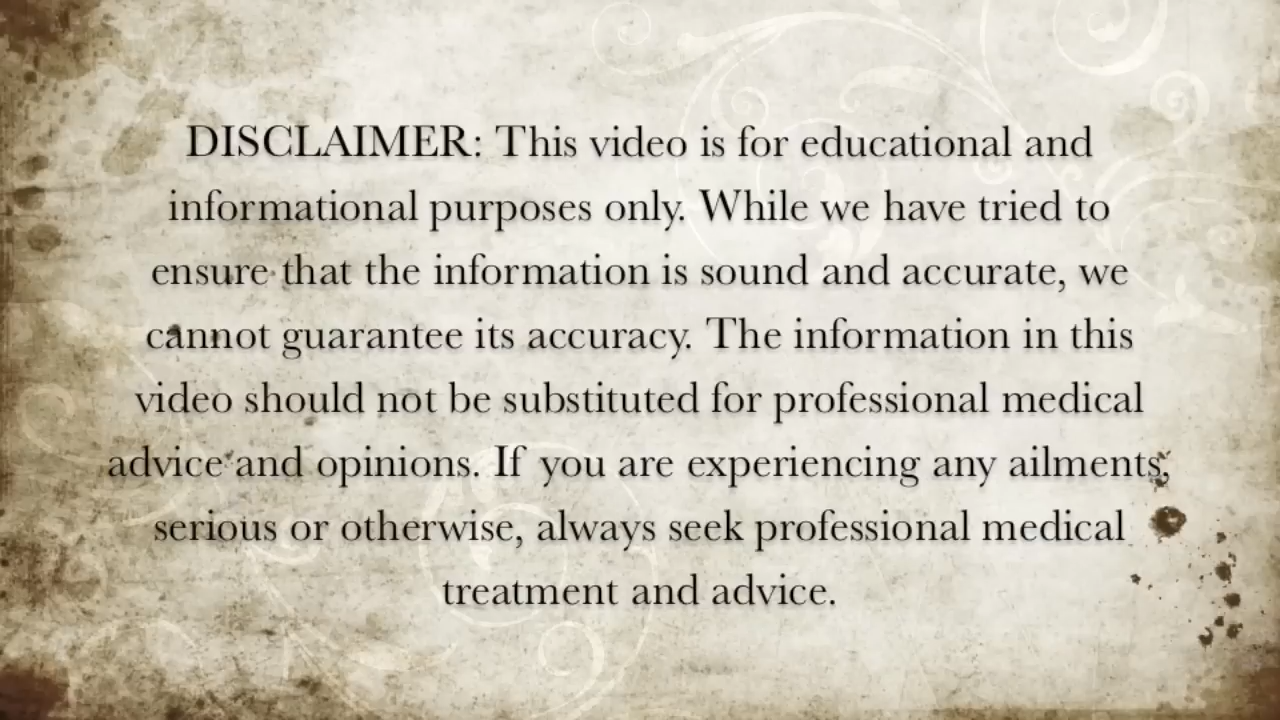 DISCLAIMER: This video is for educational and
informational purposes only. While we have tried to
ensure that the information is sound and accurate, we
cannot guarantee its accuracy. The information in this
video should not be substituted for professional medical
advice and opinions. If you are experiencing any ailments,
serious or otherwise, always seek professional medical
treatment and advice.